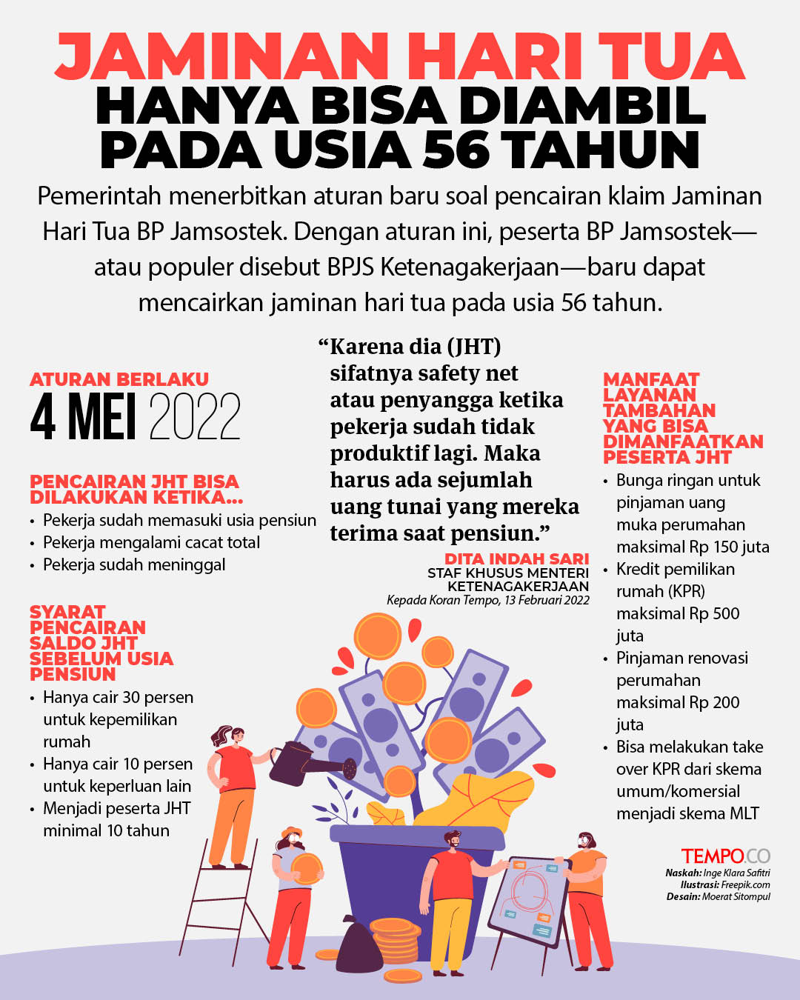 JAMINAN HARI TUA
HANYA BISA DIAMBIL
PADA USIA 56 TAHUN
Pemerintah menerbitkan aturan baru soal pencairan klaim Jaminan
Hari Tua BP Jamsostek. Dengan aturan ini, peserta BP Jamsostek—
atau populer disebut BPJS Ketenagakerjaan—baru dapat
mencairkan jaminan hari tua pada usia 56 tahun.
ATURAN BERLAKU
4 MEI 2022
PENCAIRAN JHT BISA
DILAKUKAN KETIKA...
• Pekerja sudah memasuki usia pensiun
• Pekerja mengalami cacat total
• Pekerja sudah meninggal
SYARAT
PENCAIRAN
SALDO JHT
SEBELUM USIA
PENSIUN
• Hanya cair 30 persen
untuk kepemilikan
rumah
• Hanya cair 10 persen
untuk keperluan lain
• Menjadi peserta JHT
minimal 10 tahun
“Karena dia (JHT)
sifatnya safety net
atau penyangga ketika
pekerja sudah tidak
produktif lagi. Maka
harus ada sejumlah
uang tunai yang mereka
terima saat pensiun.”
DITA INDAH SARI
STAF KHUSUS MENTERI
KETENAGAKERJAAN
Kepada Koran Tempo, 13 Februari 2022
MANFAAT
LAYANAN
TAMBAHAN
YANG BISA
DIMANFAATKAN
PESERTA JHT
• Bunga ringan untuk
pinjaman uang
muka perumahan
maksimal Rp 150 juta
• Kredit pemilikan
rumah (KPR)
maksimal Rp 500
juta
• Pinjaman renovasi
perumahan
maksimal Rp 200
juta
• Bisa melakukan take
over KPR dari skema
umum/komersial
menjadi skema MLT
TEMPO.CO
Naskah: Inge Klara Safitri
Ilustrasi: Freepik.com
Desain: Moerat Sitompul